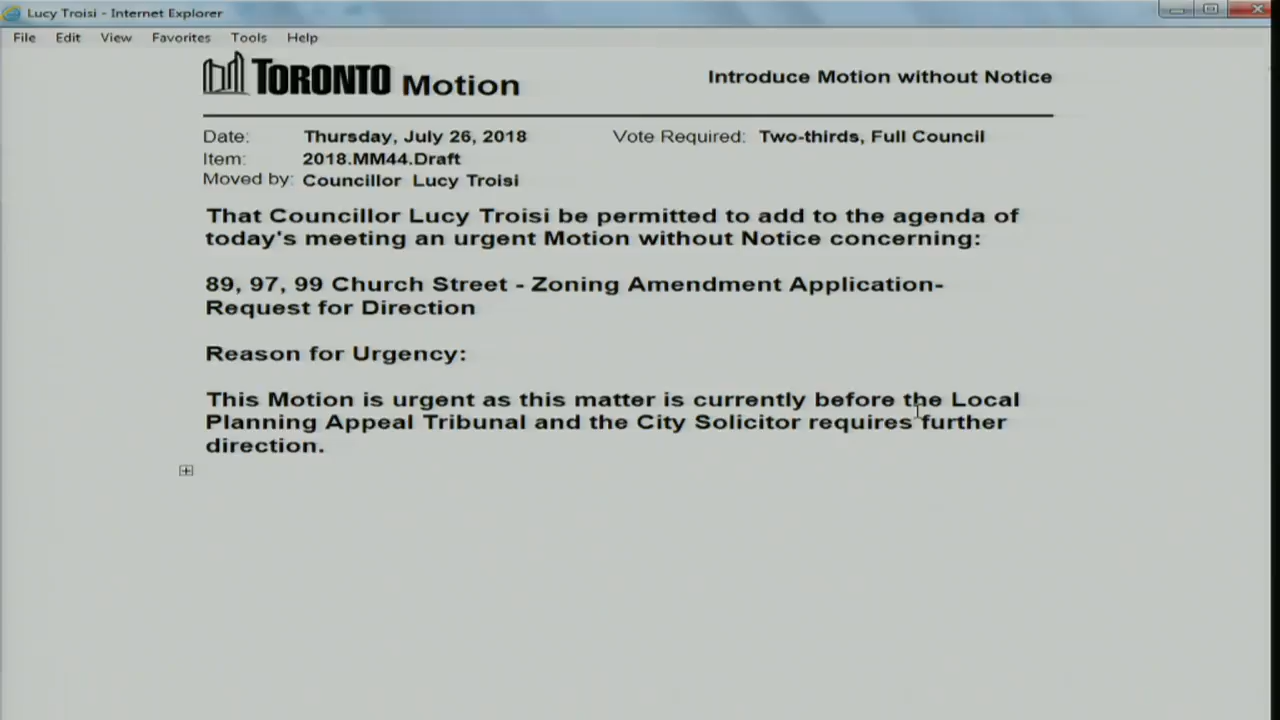 Lucy Troisi - Internet Explorer
File Edit View Favorites Tools Help
TORONTO Motion
Introduce Motion without Notice
Date: Thursday, July 26, 2018 Vote Required: Two-thirds, Full Council
Item: 2018.MM44.Draft
Moved by: Councillor Lucy Troisi
That Councillor Lucy Troisi be permitted to add to the agenda of
today's meeting an urgent Motion without Notice concerning:
89, 97, 99 Church Street - Zoning Amendment Application-
Request for Direction
Reason for Urgency:
This Motion is urgent as this matter is currently before the Local
Planning Appeal Tribunal and the City Solicitor requires further
direction.